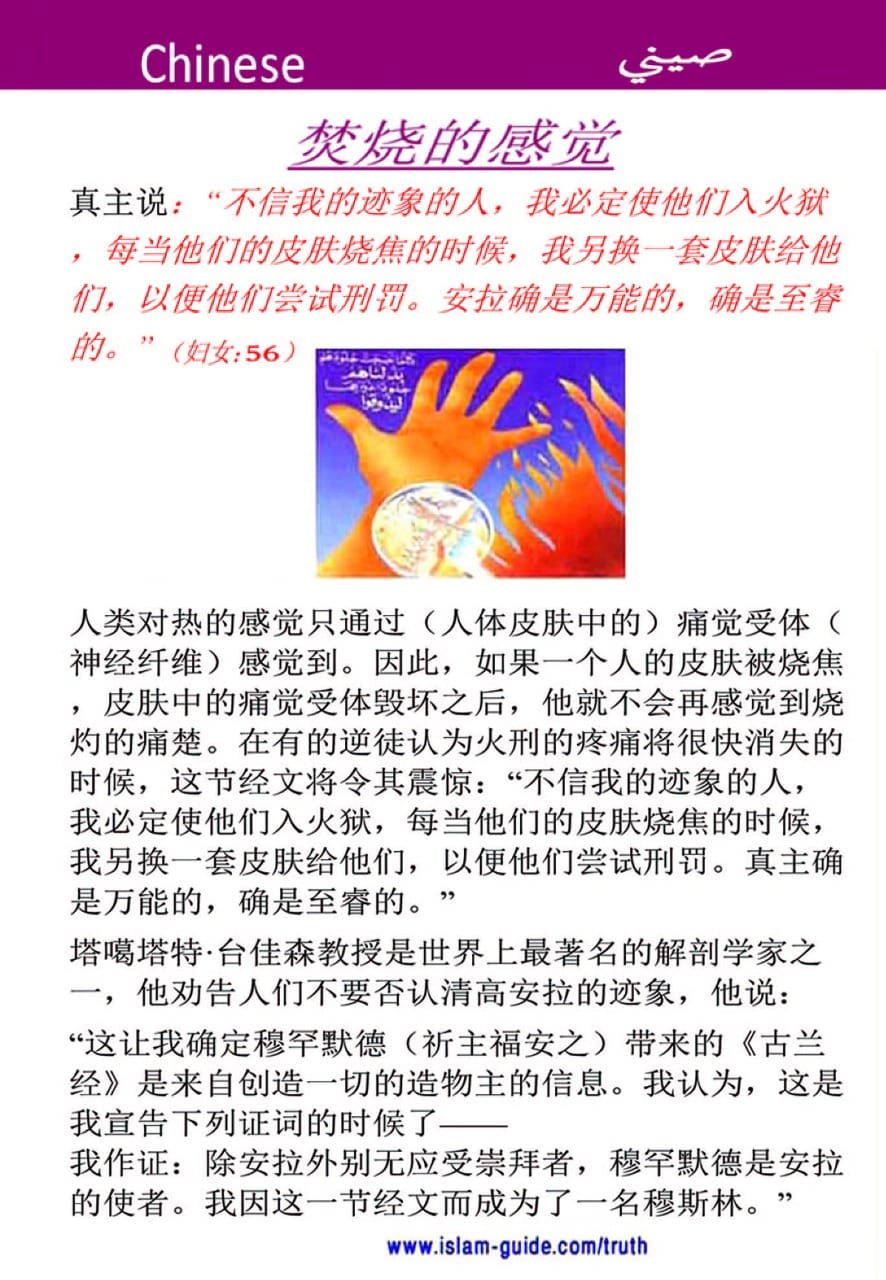 Chinese
صيني
焚烧的感觉
真主说：“不信我的迹象的人，我必定使他们入火狱
，每当他们的皮肤烧焦的时候，我另换一套皮肤给他
们，以便他们尝试刑罚。安拉确是万能的，确是至睿
的。”（妇女:56）
كلما نضجت جلودهم
بدلناهم
جلودا غيرها
ليذوقوا
人类对热的感觉只通过（人体皮肤中的）痛觉受体（
神经纤维）感觉到。因此，如果一个人的皮肤被烧焦
，皮肤中的痛觉受体毁坏之后，他就不会再感觉到烧
灼的痛楚。在有的逆徒认为火刑的疼痛将很快消失的
时候，这节经文将令其震惊：“不信我的迹象的人，
我必定使他们入火狱，每当他们的皮肤烧焦的时候，
我另换一套皮肤给他们，以便他们尝试刑罚。真主确
是万能的，确是至睿的。”
塔噶塔特·台佳森教授是世界上最著名的解剖学家之
一，他劝告人们不要否认清高安拉的迹象，他说：
“这让我确定穆罕默德（祈主福安之）带来的《古兰
经》是来自创造一切的造物主的信息。我认为，这是
我宣告下列证词的时候了——
我作证：除安拉外别无应受崇拜者，穆罕默德是安拉
的使者。我因这一节经文而成为了一名穆斯林。”
www.islam-guide.com/truth